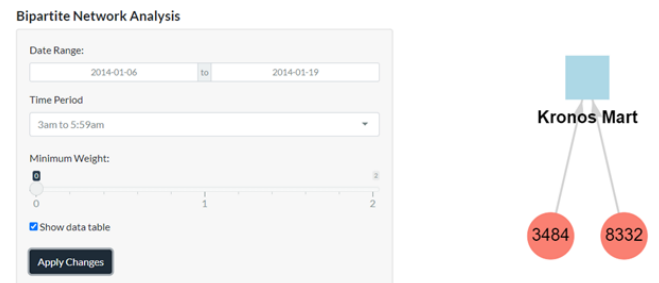 Bipartite Network Analysis
Date Range:
2014-01-06 to 2014-01-19
Time Period
3am to 5:59am
Minimum Weight:
0 2
0 1 2
Show data table
Apply Changes
Kronos Mart
3484 8332